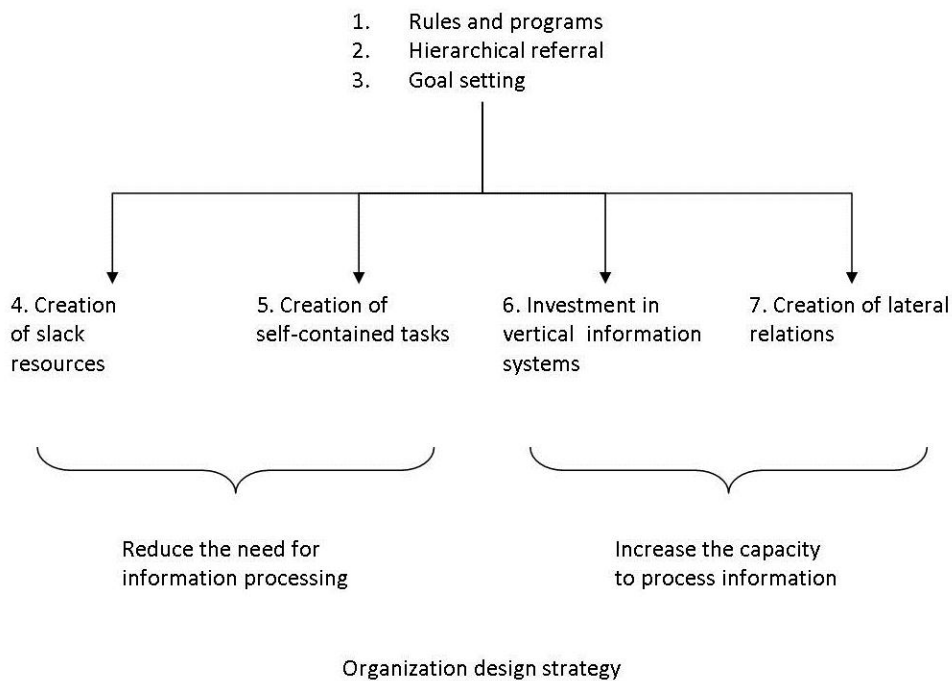 1. Rules and programs
2. Hierarchical referral
3. Goal setting
4. Creation
of slack
resources
5. Creation of
self-contained tasks
6. Investment in
vertical information
systems
7. Creation of lateral
relations
Reduce the need for
information processing
Increase the capacity
to process information
Organization design strategy